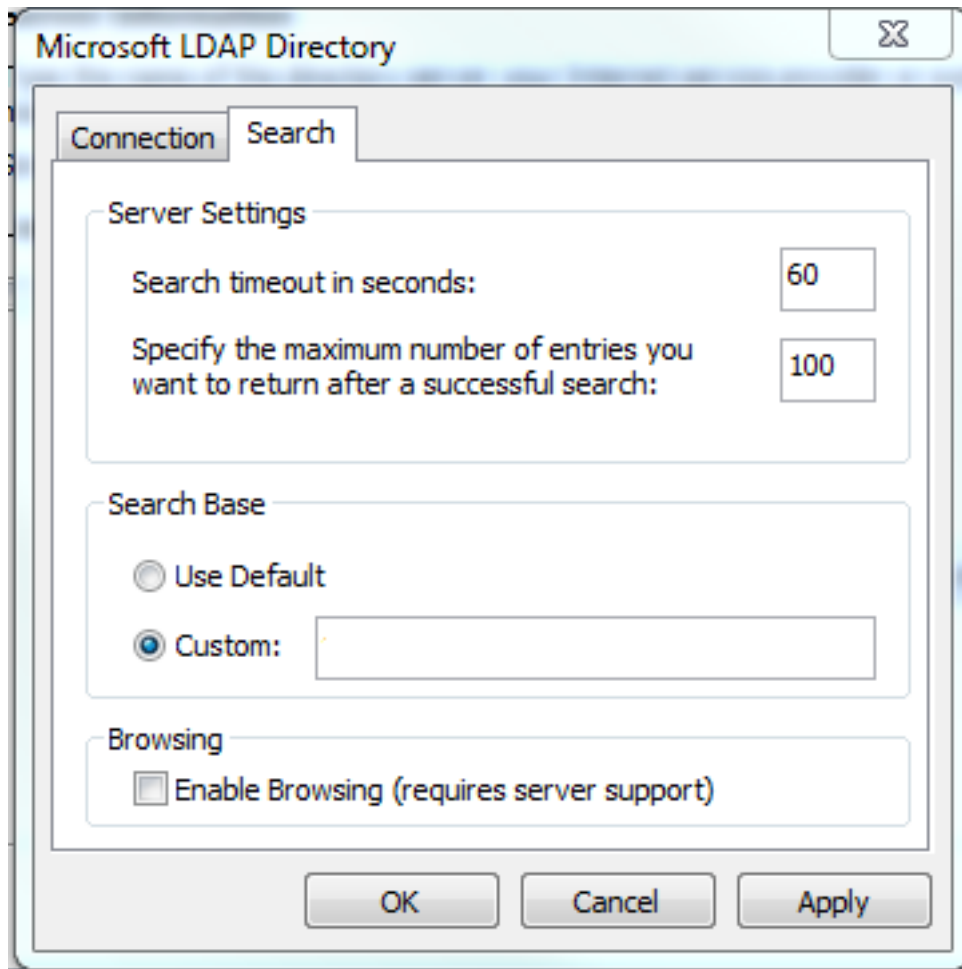 Microsoft LDAP Directory
Connection
Search
Server Settings
Search timeout in seconds:
60
Specify the maximum number of entries you
want to return after a successful search:
100
Search Base
Use Default
Custom:
Browsing
Enable Browsing (requires server support)
OK
Cancel
Apply